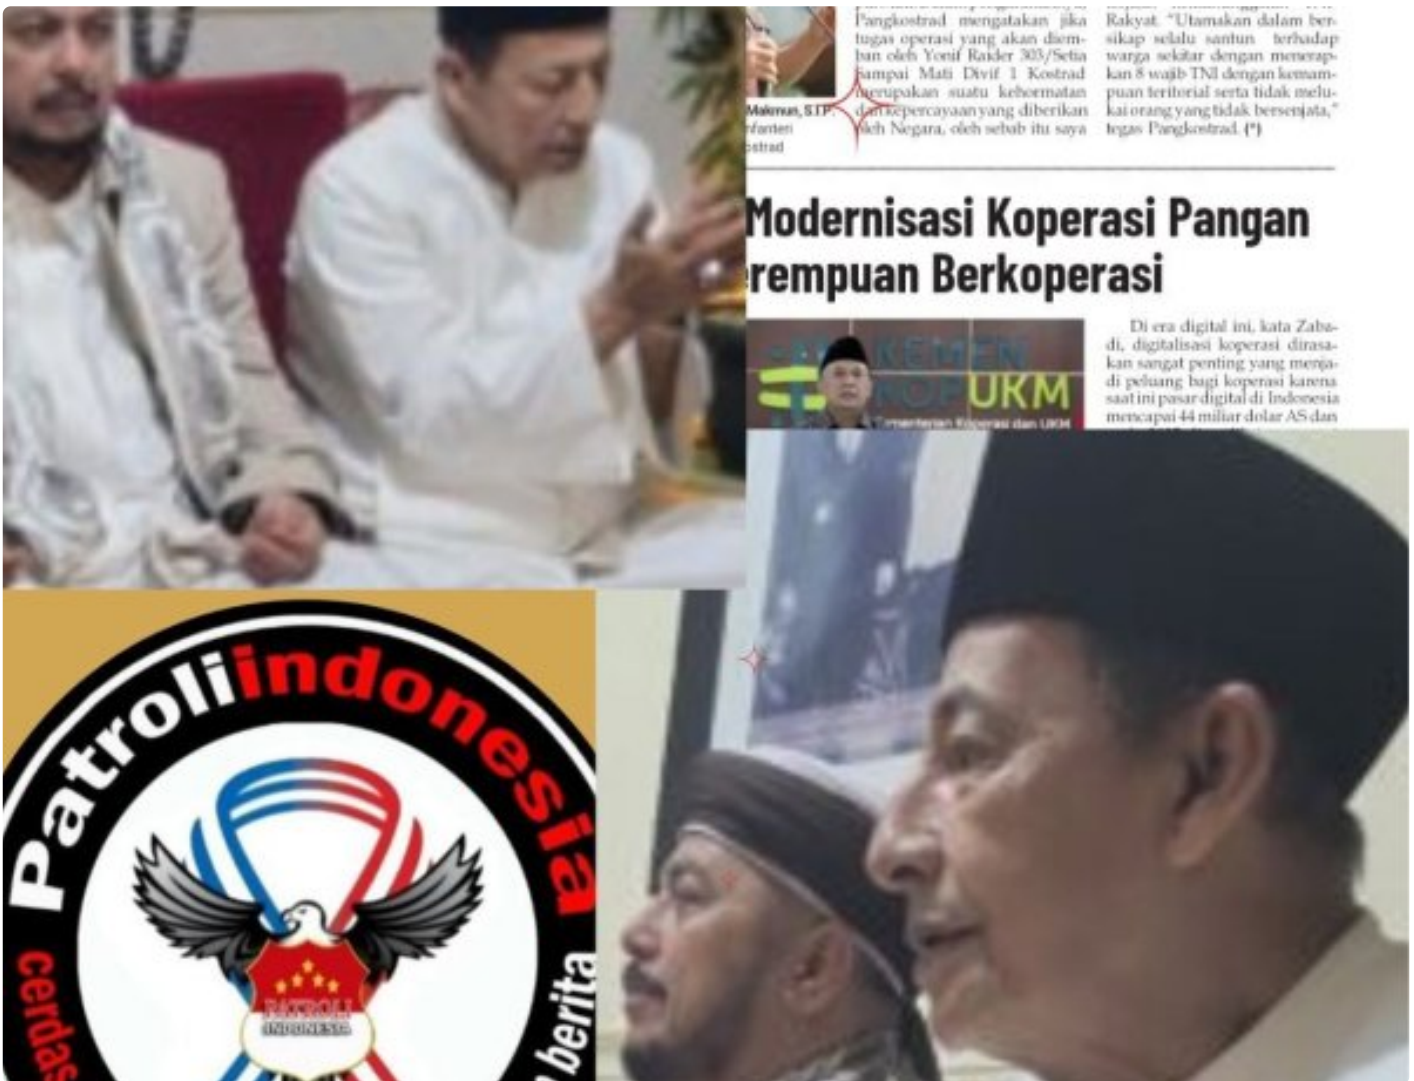 Pangkostrad mengatakan jika
tugas operasi yang akan diem-
ban oleh Yonif Raider 303/Setia
Sampai Mati Divif 1 Kostrad
merupakan suatu kehormatan
dan kepercayaan yang diberikan
oleh Negara, oleh sebab itu saya
Rakyat. "Utamakan dalam ber-
sikap selalu santun terhadap
warga sekitar dengan menerap-
kan 8 wajib TNI dengan kemam-
puan teritorial serta tidak melu-
kai orang yang tidak bersenjata,"
tegas Pangkostrad. (*)
Makmun, S.I.P.
nfanteri
ostrad
Modernisasi Koperasi Pangan
erempuan Berkoperasi
KEMEN
KOPUKM
Kementerian Koperasi dan UKM
Di era digital ini, kata Zaba-
di, digitalisasi koperasi dirasa-
kan sangat penting yang menja-
di peluang bagi koperasi karena
saat ini pasar digital di Indonesia
mencapai 44 miliar dolar AS dan
Patroliindonesia
PATROLI
INDONESIA
cerdas
berita